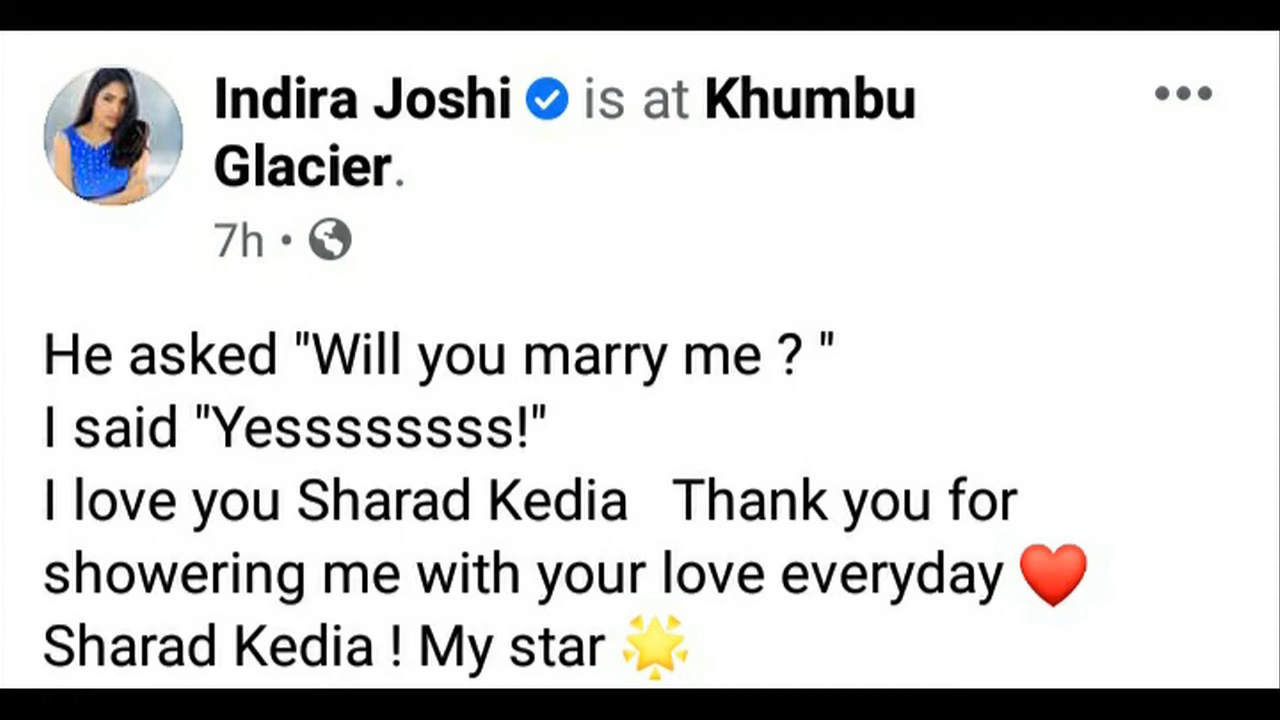 Indira Joshi is at Khumbu
Glacier.
7h •
He asked "Will you marry me ? "
I said "Yesssssssss!"
I love you Sharad Kedia Thank you for
showering me with your love everyday ❤️
Sharad Kedia ! My star 🌟